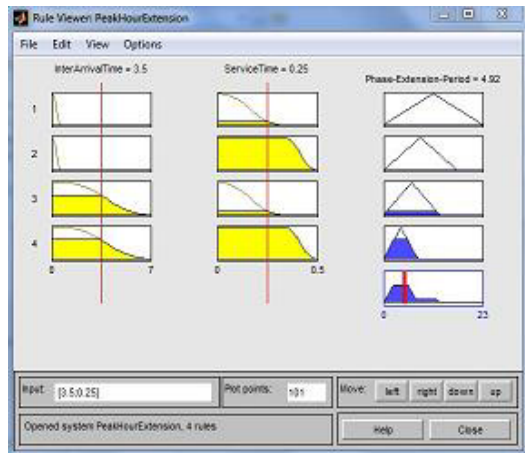 Rule Viewer: PeakHourExtension
File Edit View Options
InterArrivalTime = 3.5
ServiceTime = 0.25
Phase-Extension-Period = 4.92
1
2
3
4
0 7
0 0.5
0 23
Input: [3.5;0.25]
Plot points: 101
Move: left right down up
Opened system PeakHourExtension, 4 rules
Help Close